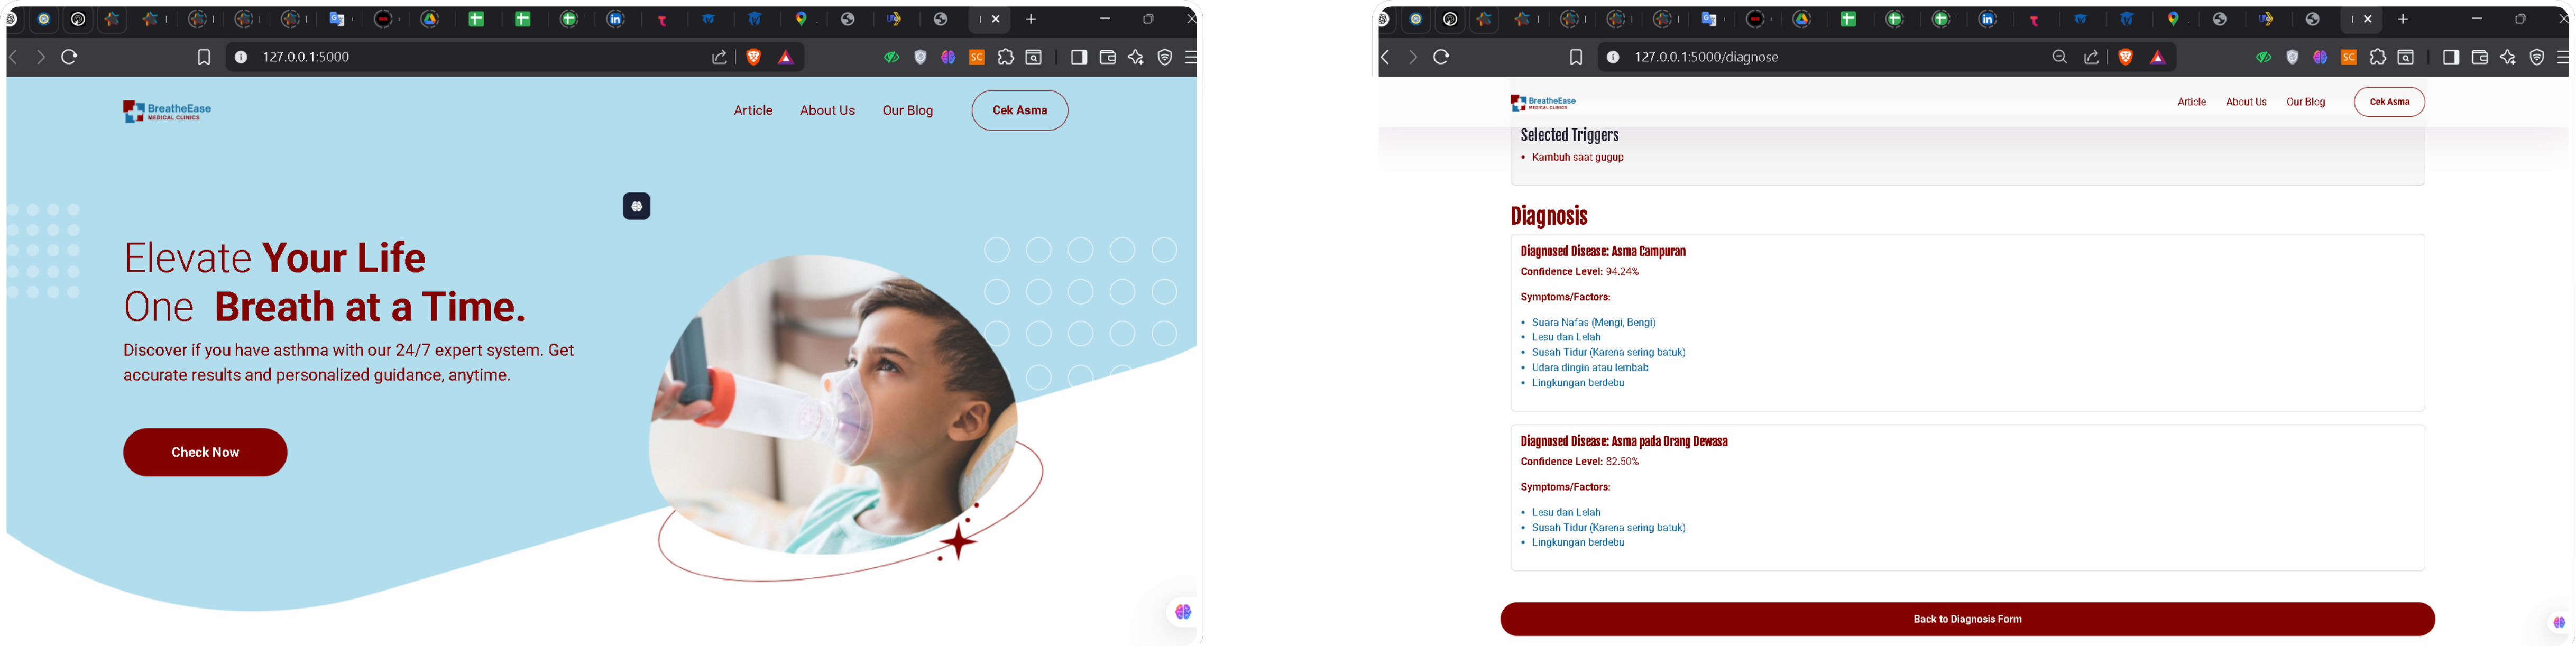 127.0.0.1:5000
SC
BreatheEase
MEDICAL CLINICS
Article
About Us
Our Blog
Cek Asma
Elevate Your Life
One Breath at a Time.
Discover if you have asthma with our 24/7 expert system. Get
accurate results and personalized guidance, anytime.
Check Now
127.0.0.1:5000/diagnose
SC
BreatheEase
MEDICAL CLINICS
Article
About Us
Our Blog
Cek Asma
Selected Triggers
• Kambuh saat gugup
Diagnosis
Diagnosed Disease: Asma Campuran
Confidence Level: 94.24%
Symptoms/Factors:
• Suara Nafas (Mengi, Bengi)
• Lesu dan Lelah
• Susah Tidur (Karena sering batuk)
• Udara dingin atau lembab
• Lingkungan berdebu
Diagnosed Disease: Asma pada Orang Dewasa
Confidence Level: 82.50%
Symptoms/Factors:
• Lesu dan Lelah
• Susah Tidur (Karena sering batuk)
• Lingkungan berdebu
Back to Diagnosis Form